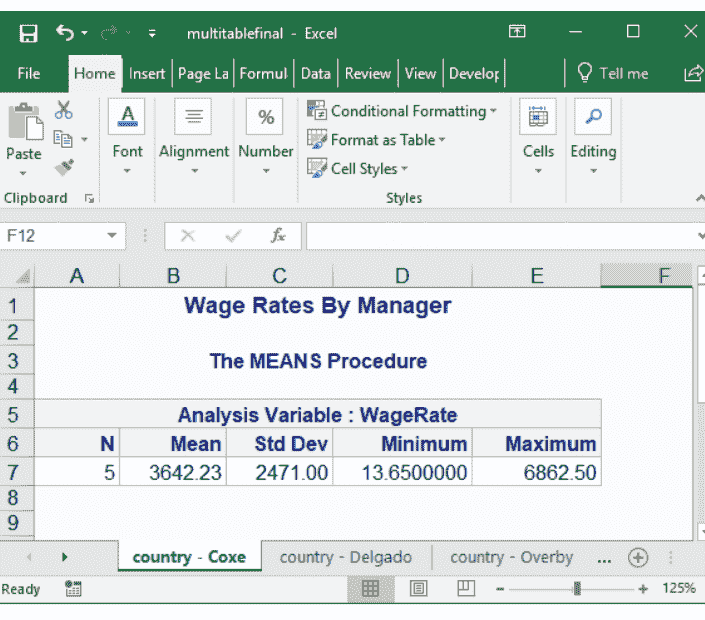 multitablefinal - Excel
File Home Insert Page La Formul Data Review View Develop Tell me
Paste Font Alignment Number Conditional Formatting Format as Table Cell Styles Cells Editing
Clipboard Styles
F12 fx
A B C D E F
1 Wage Rates By Manager
2
3 The MEANS Procedure
4
5 Analysis Variable : WageRate
6 N Mean Std Dev Minimum Maximum
7 5 3642.23 2471.00 13.6500000 6862.50
8
9
country - Coxe country - Delgado country - Overby ...
Ready 125%